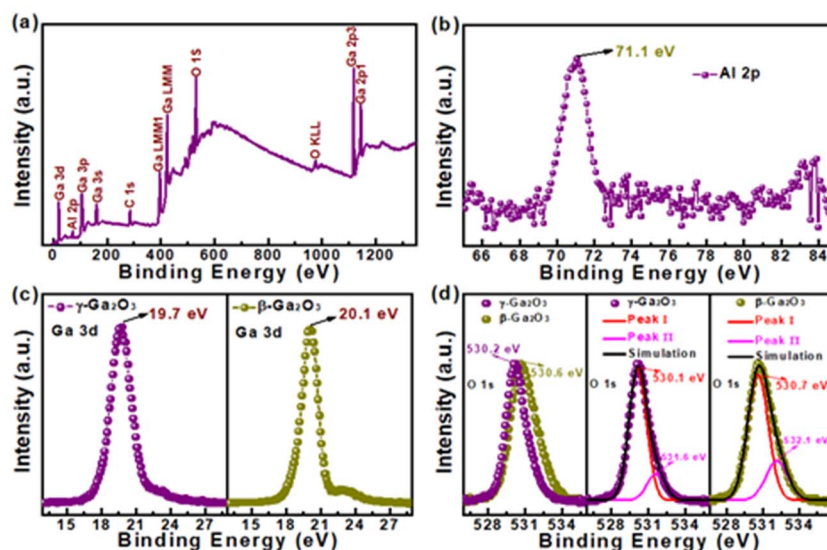 (a)
Intensity (a.u.)
Ga 3d
Al 2p
Ga 3p
Ga 3s
C 1s
Ga LMM1
Ga LMM
O 1S
O KLL
Ga 2p3
Ga 2p1
0 200 400 600 800 1000 1200
Binding Energy (eV)
(b)
Intensity (a.u.)
71.1 eV
Al 2p
66 68 70 72 74 76 78 80 82 84
Binding Energy (eV)
(c)
Intensity (a.u.)
γ-Ga₂O₃
19.7 eV
Ga 3d
β-Ga₂O₃
20.1 eV
Ga 3d
15 18 21 24 27 15 18 21 24 27
Binding Energy (eV)
(d)
Intensity (a.u.)
γ-Ga₂O₃
β-Ga₂O₃
530.2 eV
530.6 eV
O 1s
γ-Ga₂O₃
Peak I
Peak II
Simulation
530.1 eV
O 1s
531.6 eV
β-Ga₂O₃
Peak I
Peak II
Simulation
530.7 eV
O 1s
532.1 eV
528 531 534 528 531 534 528 531 534
Binding Energy (eV)